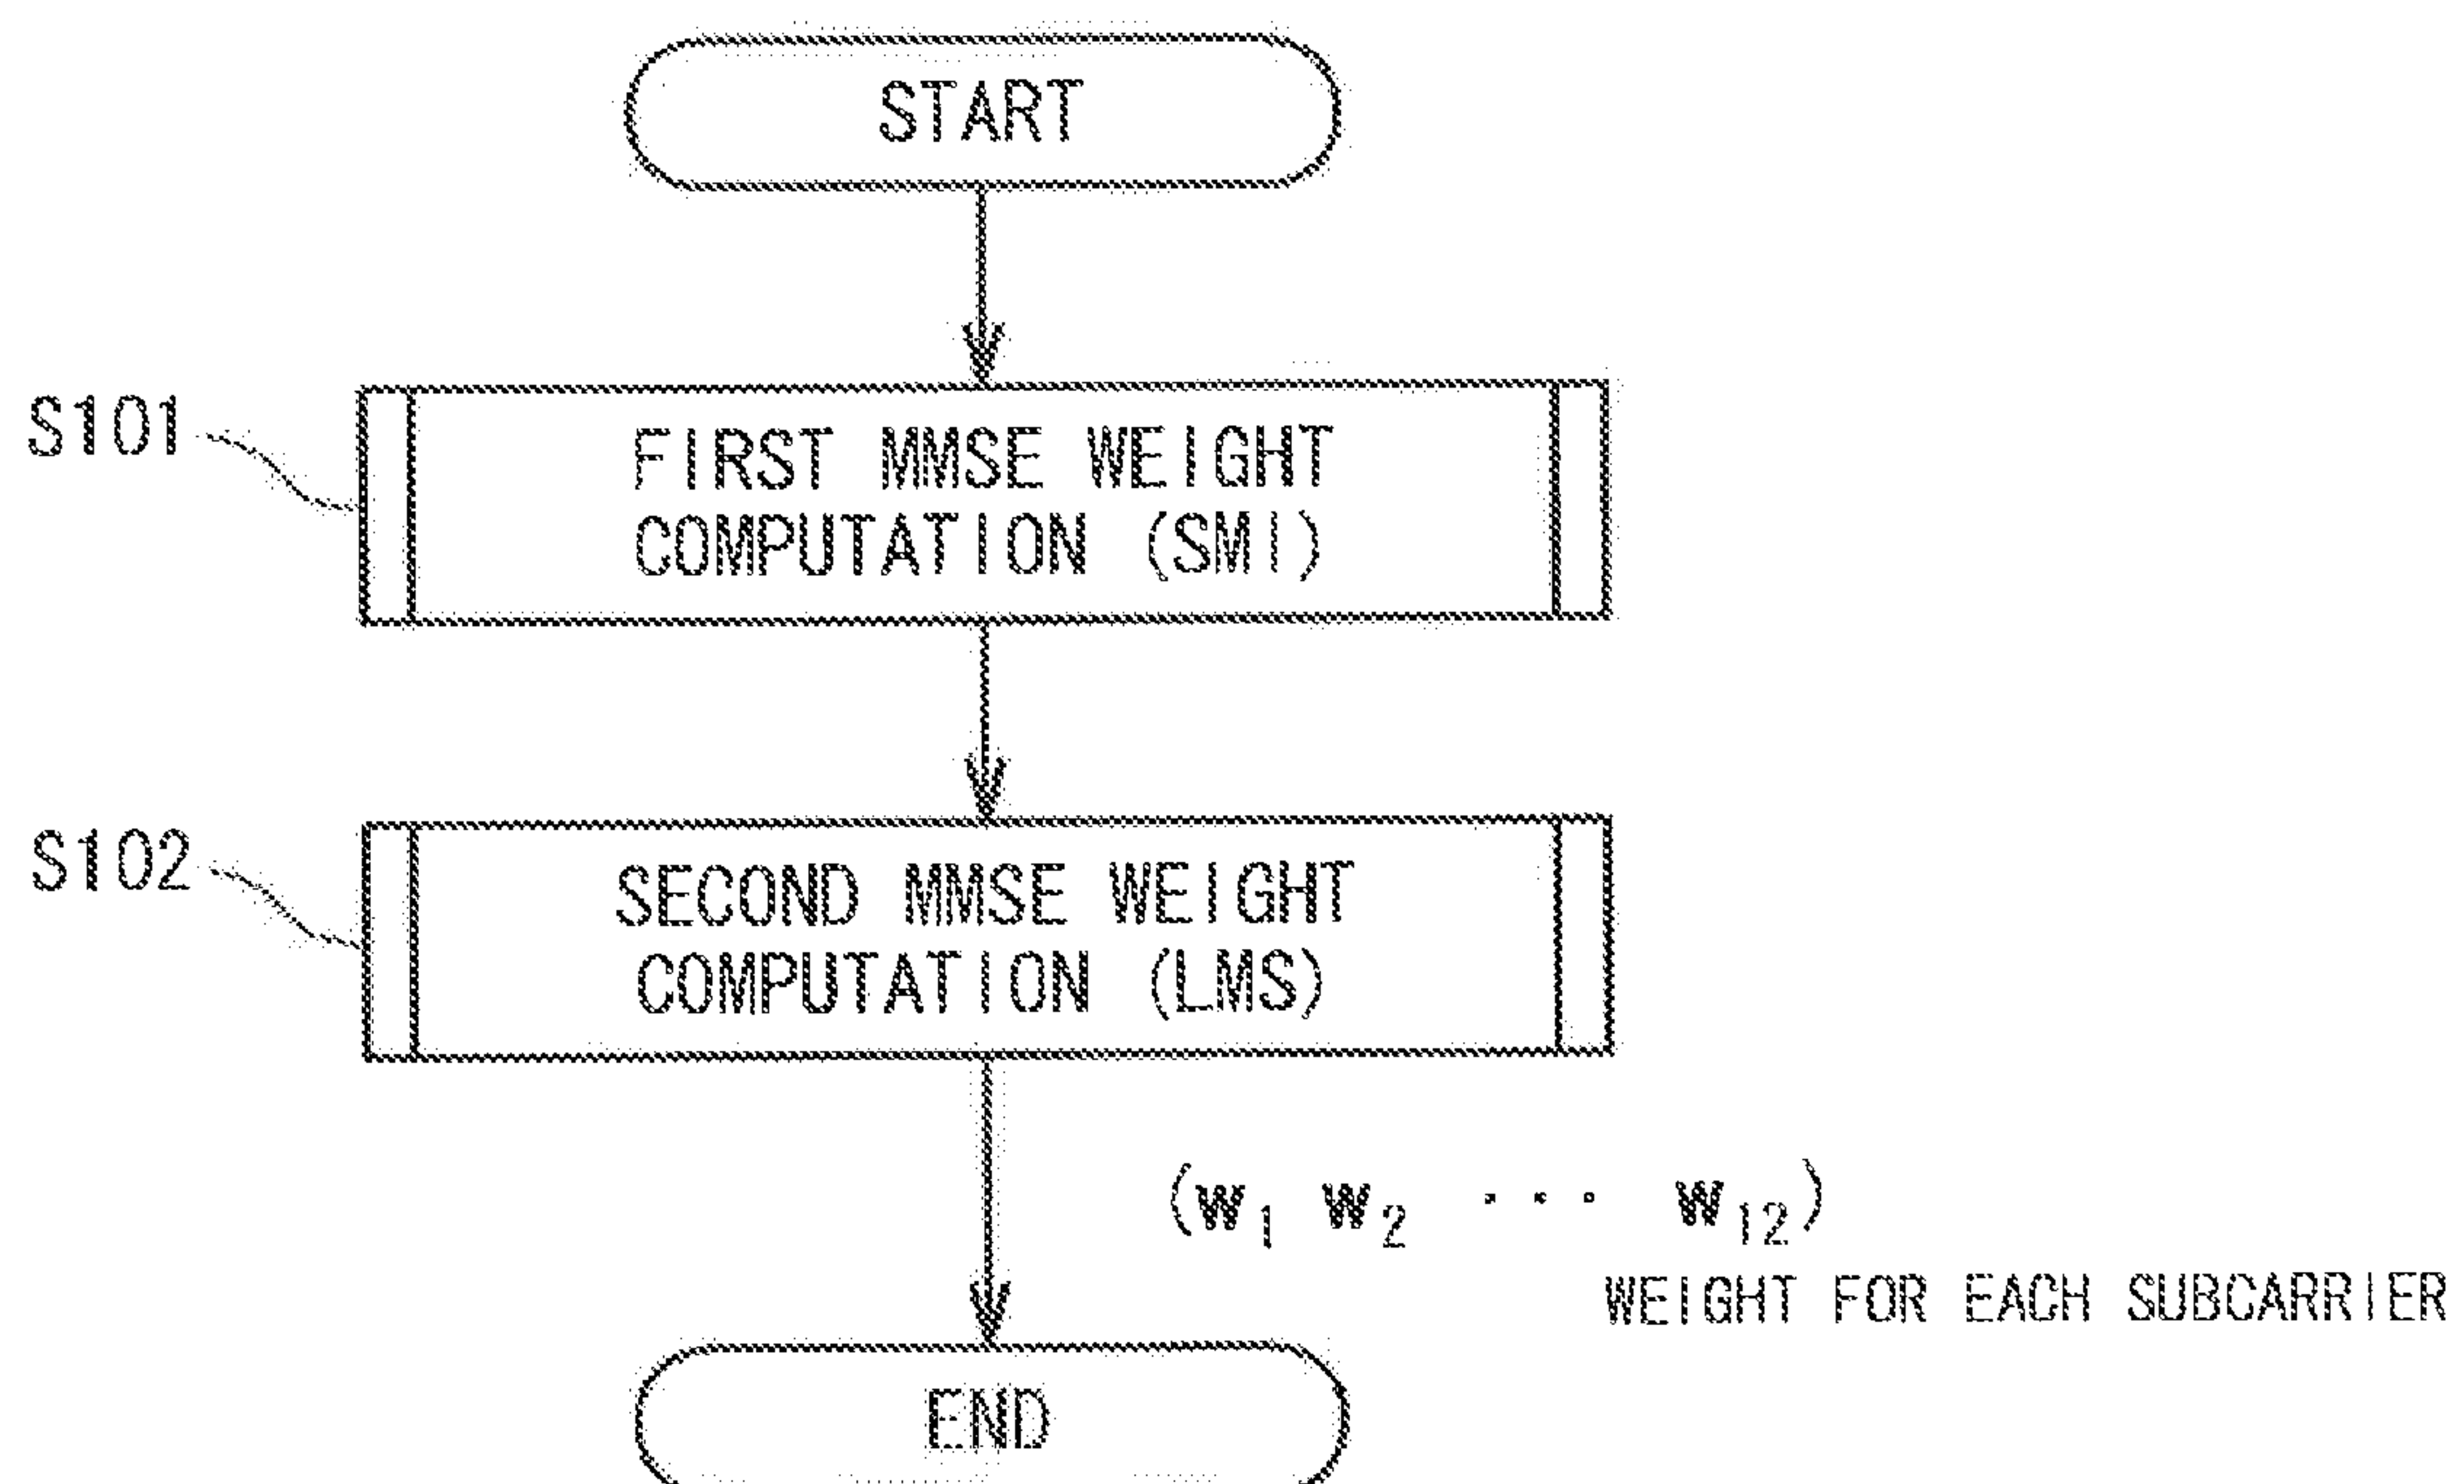 START
S101
FIRST MMSE WEIGHT
COMPUTATION (SMI)
S102
SECOND MMSE WEIGHT
COMPUTATION (LMS)
(w₁ w₂ ··· w₁₂)
WEIGHT FOR EACH SUBCARRIER
END